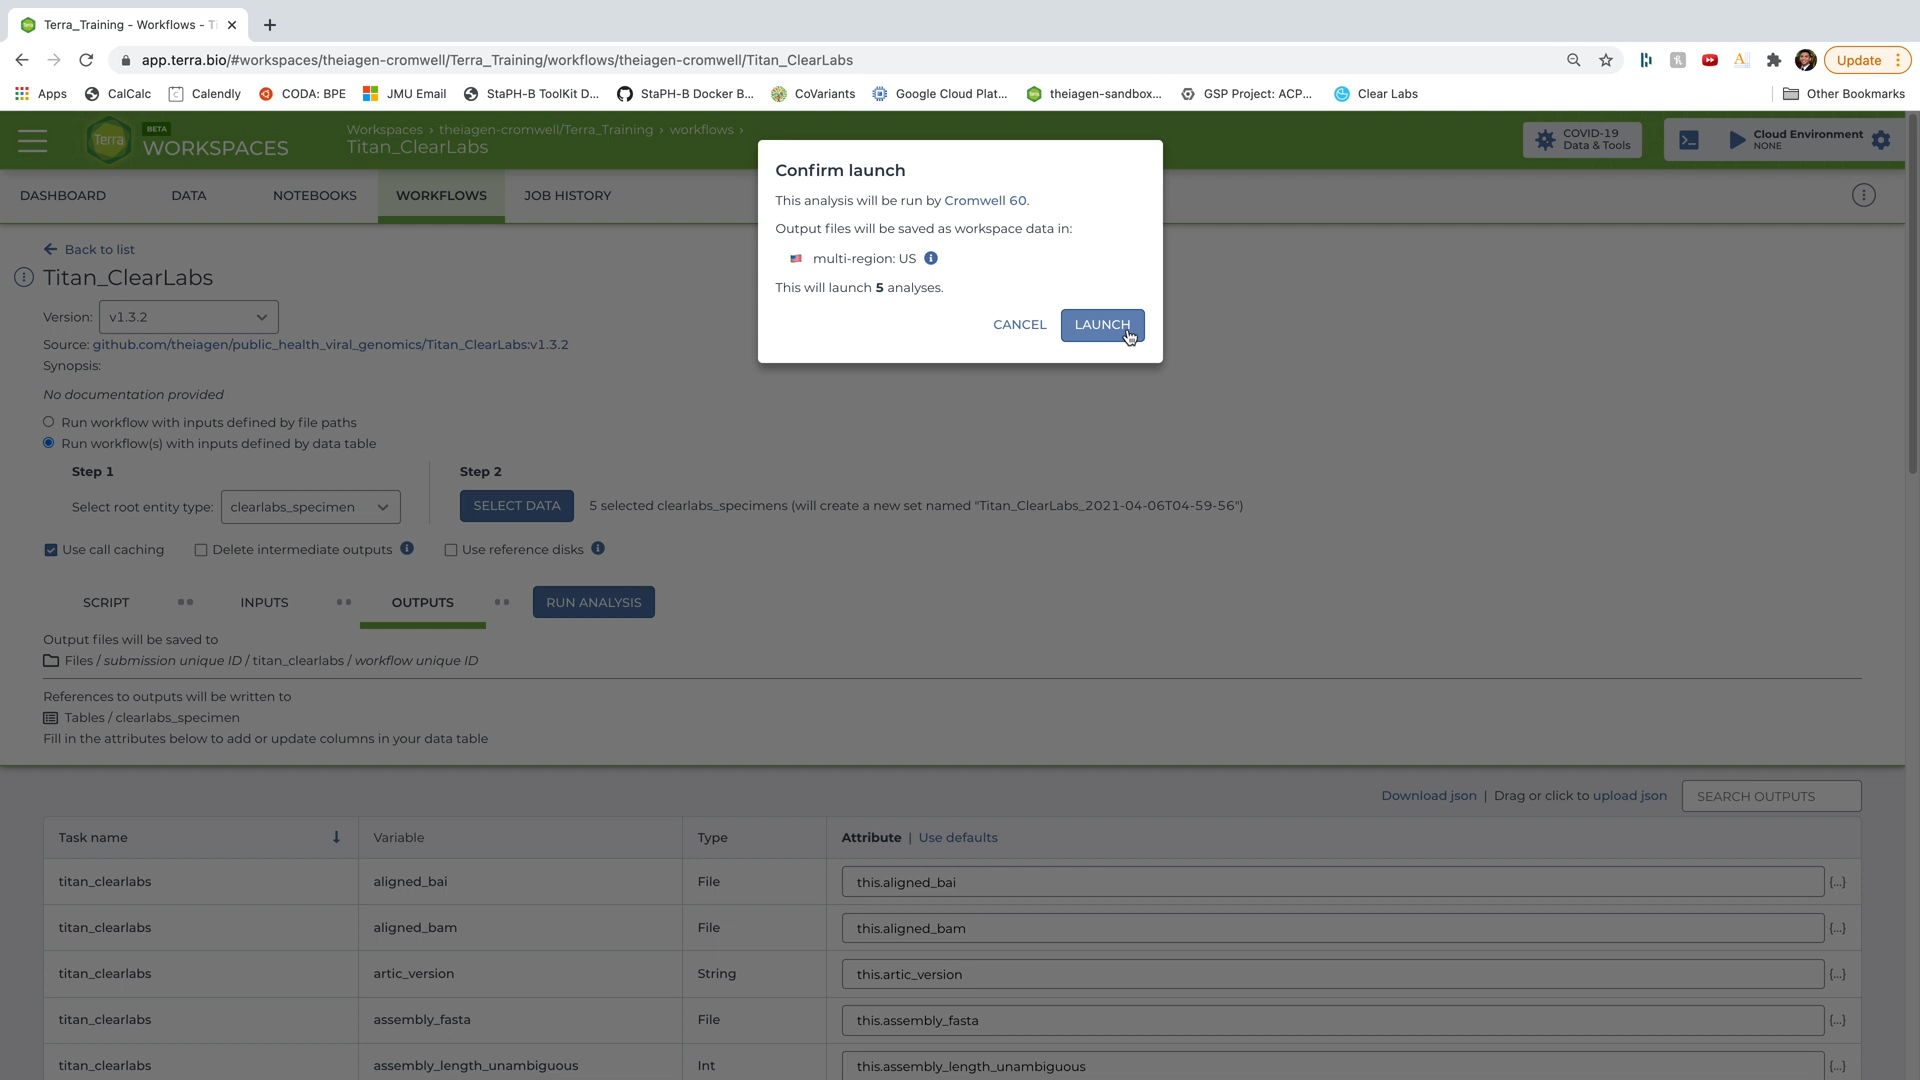 Terra_Training - Workflows - Ti
app.terra.bio/#workspaces/theiagen-cromwell/Terra_Training/workflows/theiagen-cromwell/Titan_ClearLabs
Update
Apps
CalCalc
Calendly
CODA: BPE
JMU Email
StaPH-B ToolKit D...
StaPH-B Docker B...
CoVariants
Google Cloud Plat...
theiagen-sandbox...
GSP Project: ACP...
Clear Labs
Other Bookmarks
Terra
BETA
WORKSPACES
Workspaces › theiagen-cromwell/Terra_Training › workflows ›
Titan_ClearLabs
COVID-19
Data & Tools
Cloud Environment
NONE
DASHBOARD
DATA
NOTEBOOKS
WORKFLOWS
JOB HISTORY
Confirm launch
This analysis will be run by Cromwell 60.
Output files will be saved as workspace data in:
multi-region: US
This will launch 5 analyses.
CANCEL
LAUNCH
Back to list
Titan_ClearLabs
Version: v1.3.2
Source: github.com/theiagen/public_health_viral_genomics/Titan_ClearLabs:v1.3.2
Synopsis:
No documentation provided
Run workflow with inputs defined by file paths
Run workflow(s) with inputs defined by data table
Step 1
Select root entity type: clearlabs_specimen
Step 2
SELECT DATA
5 selected clearlabs_specimens (will create a new set named "Titan_ClearLabs_2021-04-06T04-59-56")
Use call caching
Delete intermediate outputs
Use reference disks
SCRIPT
INPUTS
OUTPUTS
RUN ANALYSIS
Output files will be saved to
Files / submission unique ID / titan_clearlabs / workflow unique ID
References to outputs will be written to
Tables / clearlabs_specimen
Fill in the attributes below to add or update columns in your data table
Download json | Drag or click to upload json
SEARCH OUTPUTS
Task name Variable Type Attribute | Use defaults
titan_clearlabs aligned_bai File this.aligned_bai {...}
titan_clearlabs aligned_bam File this.aligned_bam {...}
titan_clearlabs artic_version String this.artic_version {...}
titan_clearlabs assembly_fasta File this.assembly_fasta {...}
titan_clearlabs assembly_length_unambiguous Int this.assembly_length_unambiguous {...}